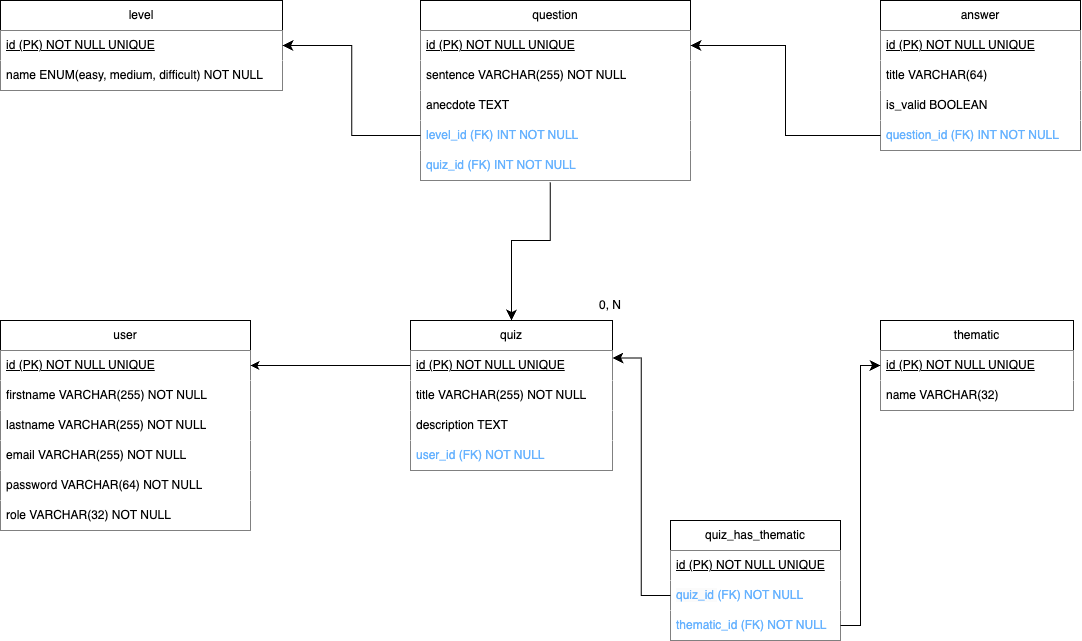 level
id (PK) NOT NULL UNIQUE
name ENUM(easy, medium, difficult) NOT NULL
question
id (PK) NOT NULL UNIQUE
sentence VARCHAR(255) NOT NULL
anecdote TEXT
level_id (FK) INT NOT NULL
quiz_id (FK) INT NOT NULL
answer
id (PK) NOT NULL UNIQUE
title VARCHAR(64)
is_valid BOOLEAN
question_id (FK) INT NOT NULL
user
id (PK) NOT NULL UNIQUE
firstname VARCHAR(255) NOT NULL
lastname VARCHAR(255) NOT NULL
email VARCHAR(255) NOT NULL
password VARCHAR(64) NOT NULL
role VARCHAR(32) NOT NULL
0, N
quiz
id (PK) NOT NULL UNIQUE
title VARCHAR(255) NOT NULL
description TEXT
user_id (FK) NOT NULL
thematic
id (PK) NOT NULL UNIQUE
name VARCHAR(32)
quiz_has_thematic
id (PK) NOT NULL UNIQUE
quiz_id (FK) NOT NULL
thematic_id (FK) NOT NULL